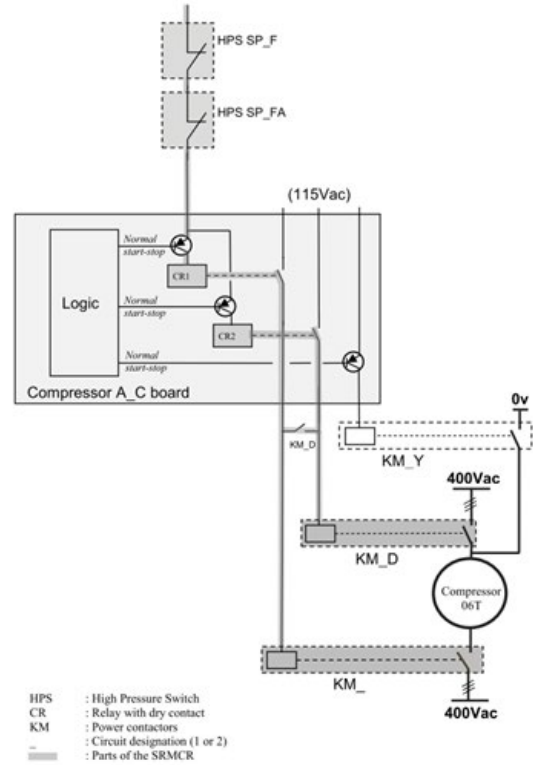 HPS SP_F
HPS SP_FA
(115Vac)
Normal
start-stop
CR1
Logic
Normal
start-stop
CR2
Normal
start-stop
Compressor A_C board
0v
KM_D
KM_Y
400Vac
KM_D
Compressor
06T
KM_
400Vac
HPS : High Pressure Switch
CR : Relay with dry contact
KM : Power contactors
_ : Circuit designation (1 or 2)
: Parts of the SRMCR